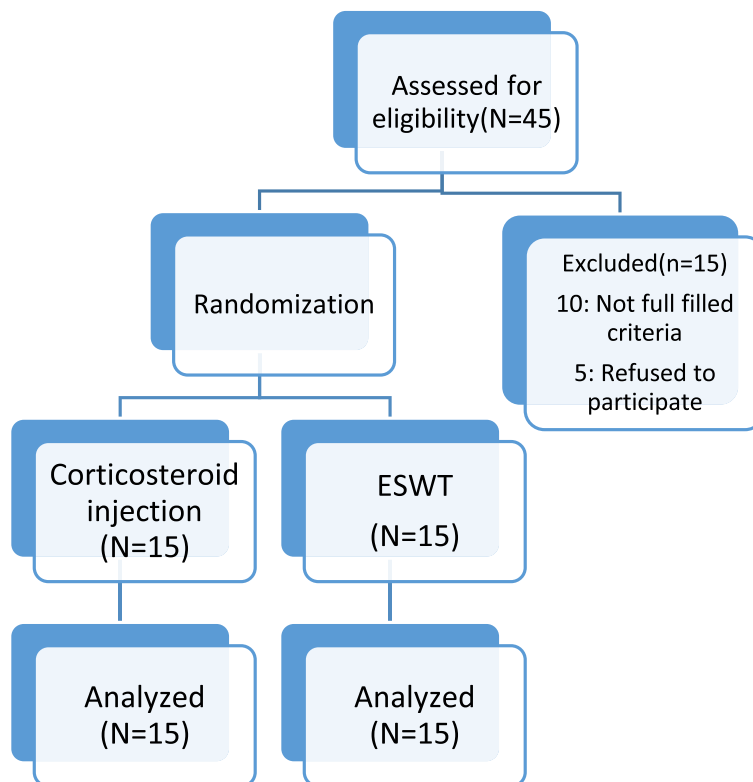 Assessed for
eligibility(N=45)
Randomization
Excluded(n=15)
10: Not full filled
criteria
5: Refused to
participate
Corticosteroid
injection
(N=15)
ESWT
(N=15)
Analyzed
(N=15)
Analyzed
(N=15)